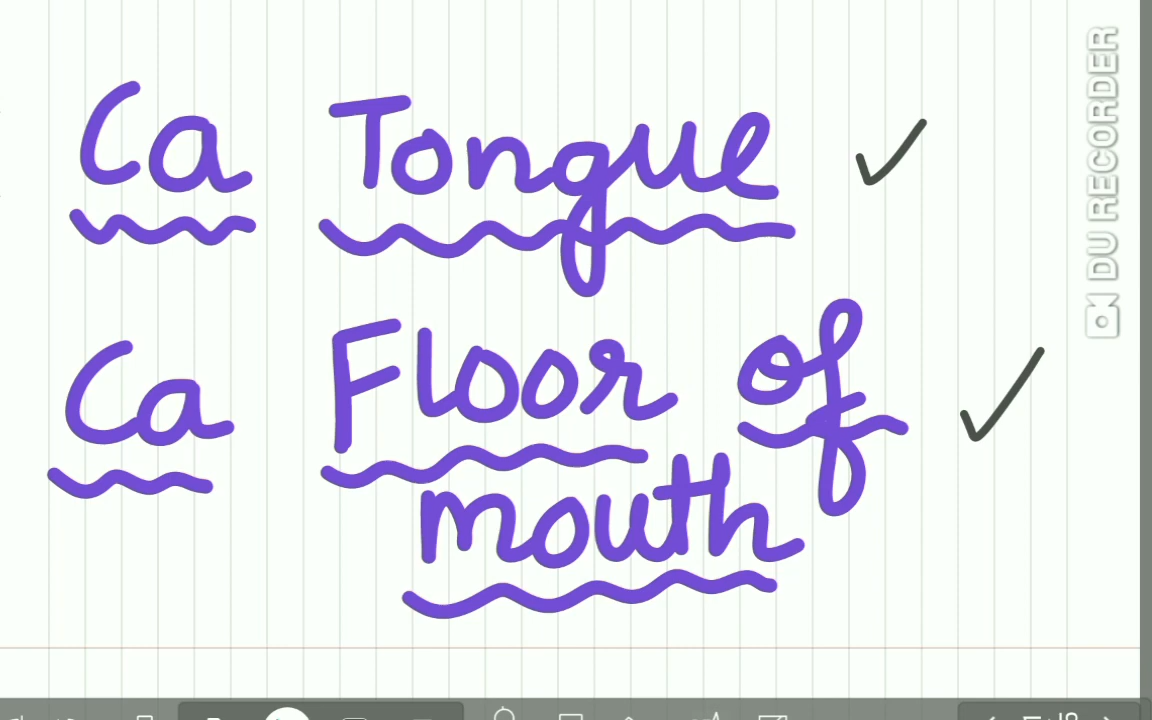 Ca Tongue ✓
Ca Floor of ✓
mouth
DU RECORDER